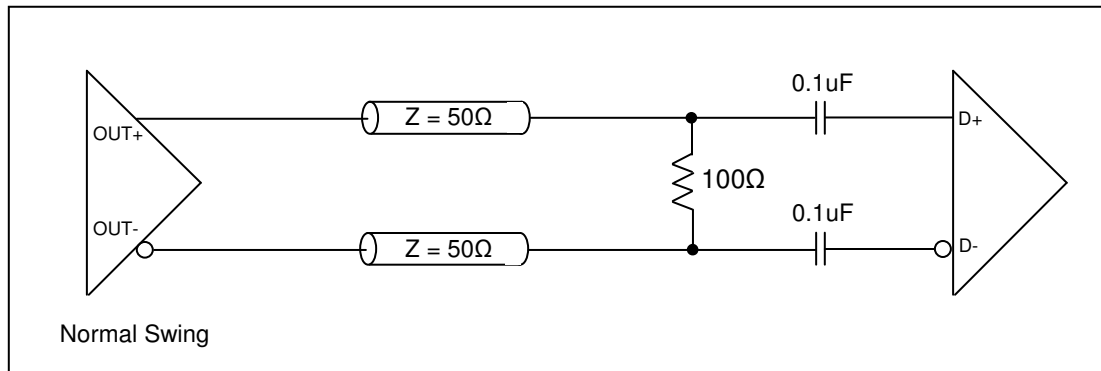 0.1uF
OUT+
Z = 50Ω
D+
100Ω
0.1uF
OUT-
Z = 50Ω
D-
Normal Swing